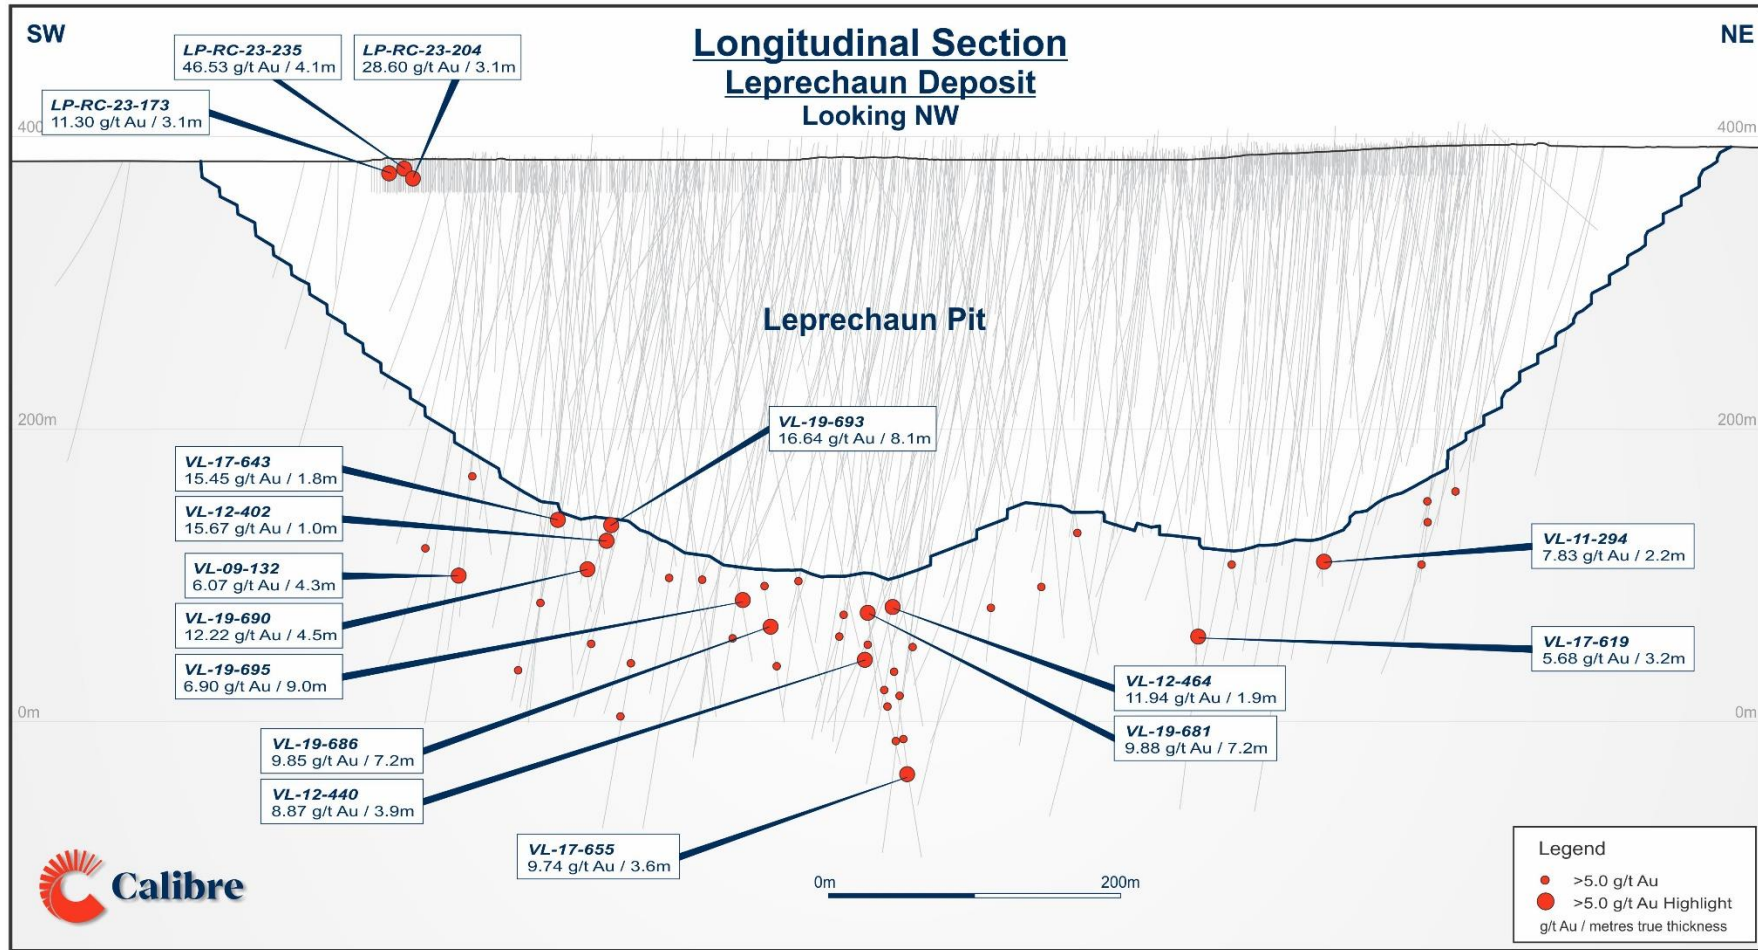 SW
Longitudinal Section
NE
Leprechaun Deposit
Looking NW
LP-RC-23-235
46.53 g/t Au / 4.1m
LP-RC-23-204
28.60 g/t Au / 3.1m
LP-RC-23-173
11.30 g/t Au / 3.1m
400
400m
Leprechaun Pit
200m
200m
VL-19-693
16.64 g/t Au / 8.1m
VL-17-643
15.45 g/t Au / 1.8m
VL-12-402
15.67 g/t Au / 1.0m
VL-09-132
6.07 g/t Au / 4.3m
VL-19-690
12.22 g/t Au / 4.5m
VL-19-695
6.90 g/t Au / 9.0m
VL-11-294
7.83 g/t Au / 2.2m
VL-17-619
5.68 g/t Au / 3.2m
VL-12-464
11.94 g/t Au / 1.9m
VL-19-681
9.88 g/t Au / 7.2m
0m
0m
VL-19-686
9.85 g/t Au / 7.2m
VL-12-440
8.87 g/t Au / 3.9m
VL-17-655
9.74 g/t Au / 3.6m
Calibre
0m
200m
Legend
>5.0 g/t Au
>5.0 g/t Au Highlight
g/t Au / metres true thickness